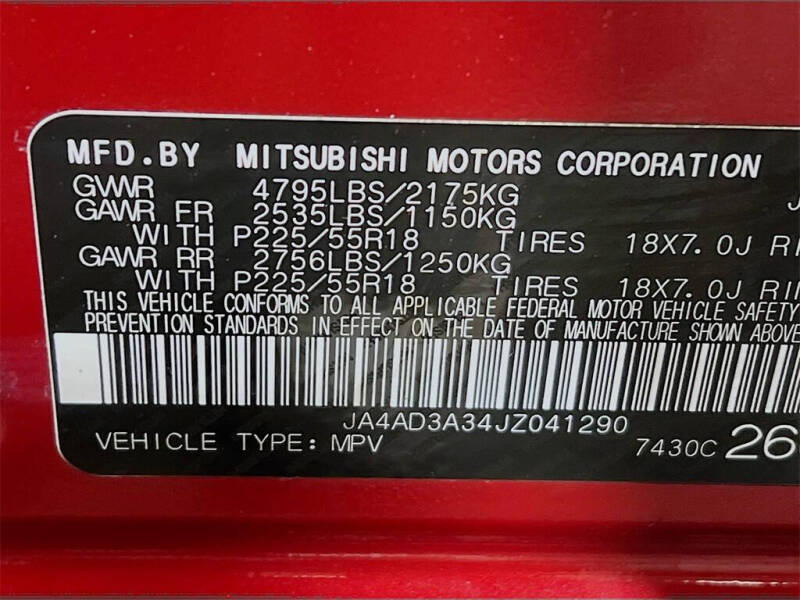 MFD.BY MITSUBISHI MOTORS CORPORATION
GVWR 4795LBS/2175KG
GAWR FR 2535LBS/1150KG
WITH P225/55R18 TIRES 18X7.0J
GAWR RR 2756LBS/1250KG
WITH P225/55R18 TIRES 18X7.0J
THIS VEHICLE CONFORMS TO ALL APPLICABLE FEDERAL MOTOR VEHICLE SAFETY
PREVENTION STANDARDS IN EFFECT ON THE DATE OF MANUFACTURE SHOWN ABOVE
JA4AD3A34JZ041290
VEHICLE TYPE: MPV 7430C